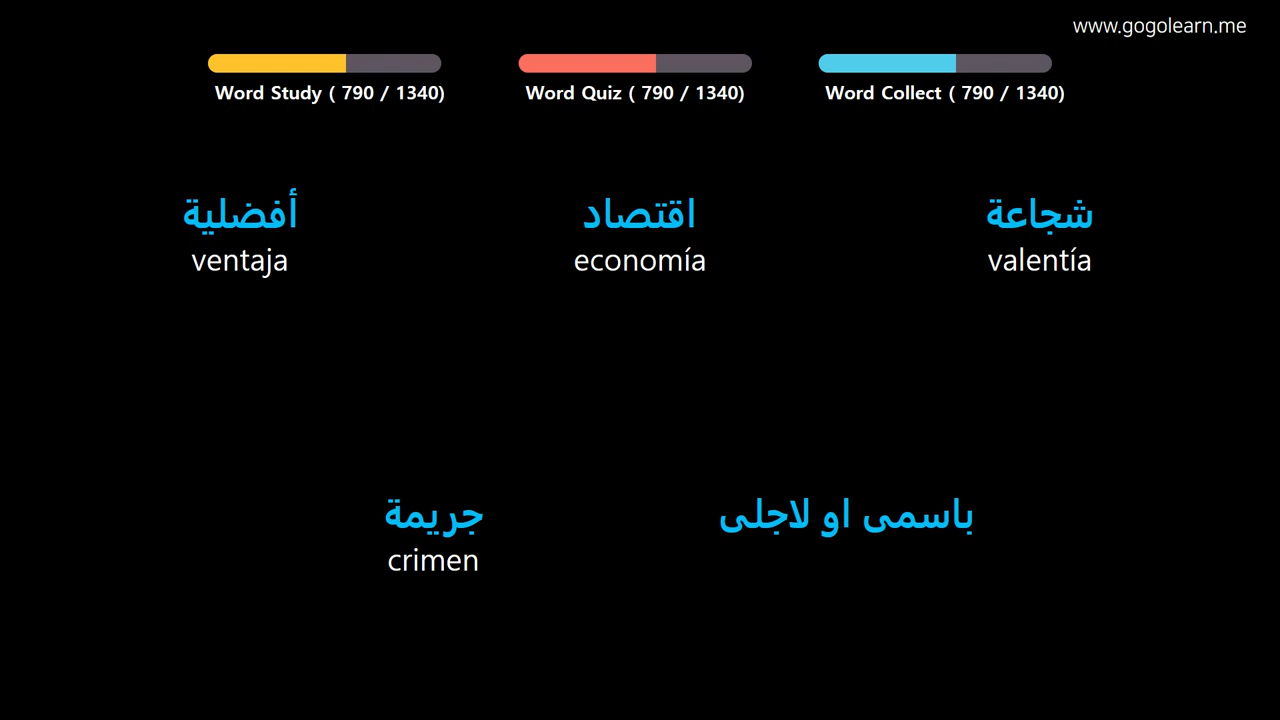 www.gogolearn.me
Word Study ( 790 / 1340)
Word Quiz ( 790 / 1340)
Word Collect ( 790 / 1340)
أفضلية
ventaja
اقتصاد
economía
شجاعة
valentía
جريمة
crimen
باسمى او لاجلى